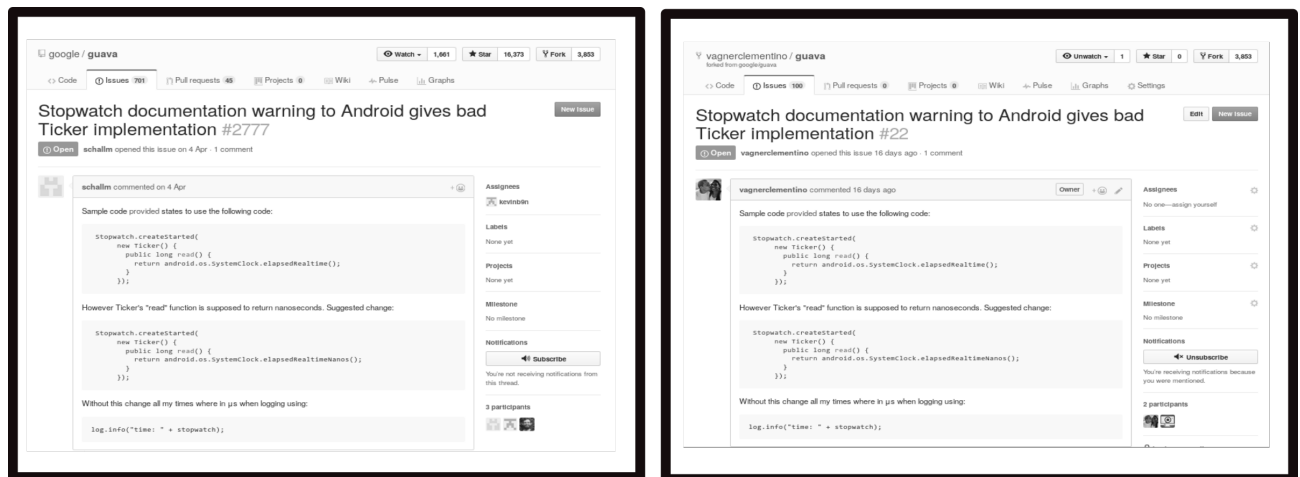 google / guava
Watch 1,661 Star 16,373 Fork 3,853
Code Issues 701 Pull requests 45 Projects 0 Wiki Pulse Graphs
Stopwatch documentation warning to Android gives bad
Ticker implementation #2777
New Issue
Open schallm opened this issue on 4 Apr · 1 comment
schallm commented on 4 Apr
Sample code provided states to use the following code:
Stopwatch.createStarted(
new Ticker() {
public long read() {
return android.os.SystemClock.elapsedRealtime();
}
});
However Ticker's "read" function is supposed to return nanoseconds. Suggested change:
Stopwatch.createStarted(
new Ticker() {
public long read() {
return android.os.SystemClock.elapsedRealtimeNanos();
}
});
Without this change all my times where in µs when logging using:
log.info("time: " + stopwatch);
Assignees
Labels
None yet
Projects
None yet
Milestone
No milestone
Notifications
Subscribe
You're not receiving notifications from
this thread.
3 participants
vagnerclementino / guava
forked from google/guava
Unwatch 1 Star 0 Fork 3,853
Code Issues 100 Pull requests 0 Projects 0 Wiki Pulse Graphs Settings
Stopwatch documentation warning to Android gives bad
Ticker implementation #22
Edit New Issue
Open vagnerclementino opened this issue 16 days ago · 1 comment
vagnerclementino commented 16 days ago
Owner
Sample code provided states to use the following code:
Stopwatch.createStarted(
new Ticker() {
public long read() {
return android.os.SystemClock.elapsedRealtime();
}
});
However Ticker's "read" function is supposed to return nanoseconds. Suggested change:
Stopwatch.createStarted(
new Ticker() {
public long read() {
return android.os.SystemClock.elapsedRealtimeNanos();
}
});
Without this change all my times where in µs when logging using:
log.info("time: " + stopwatch);
Assignees
No one—assign yourself
Labels
None yet
Projects
None yet
Milestone
No milestone
Notifications
Unsubscribe
You're receiving notifications because
you were mentioned.
2 participants